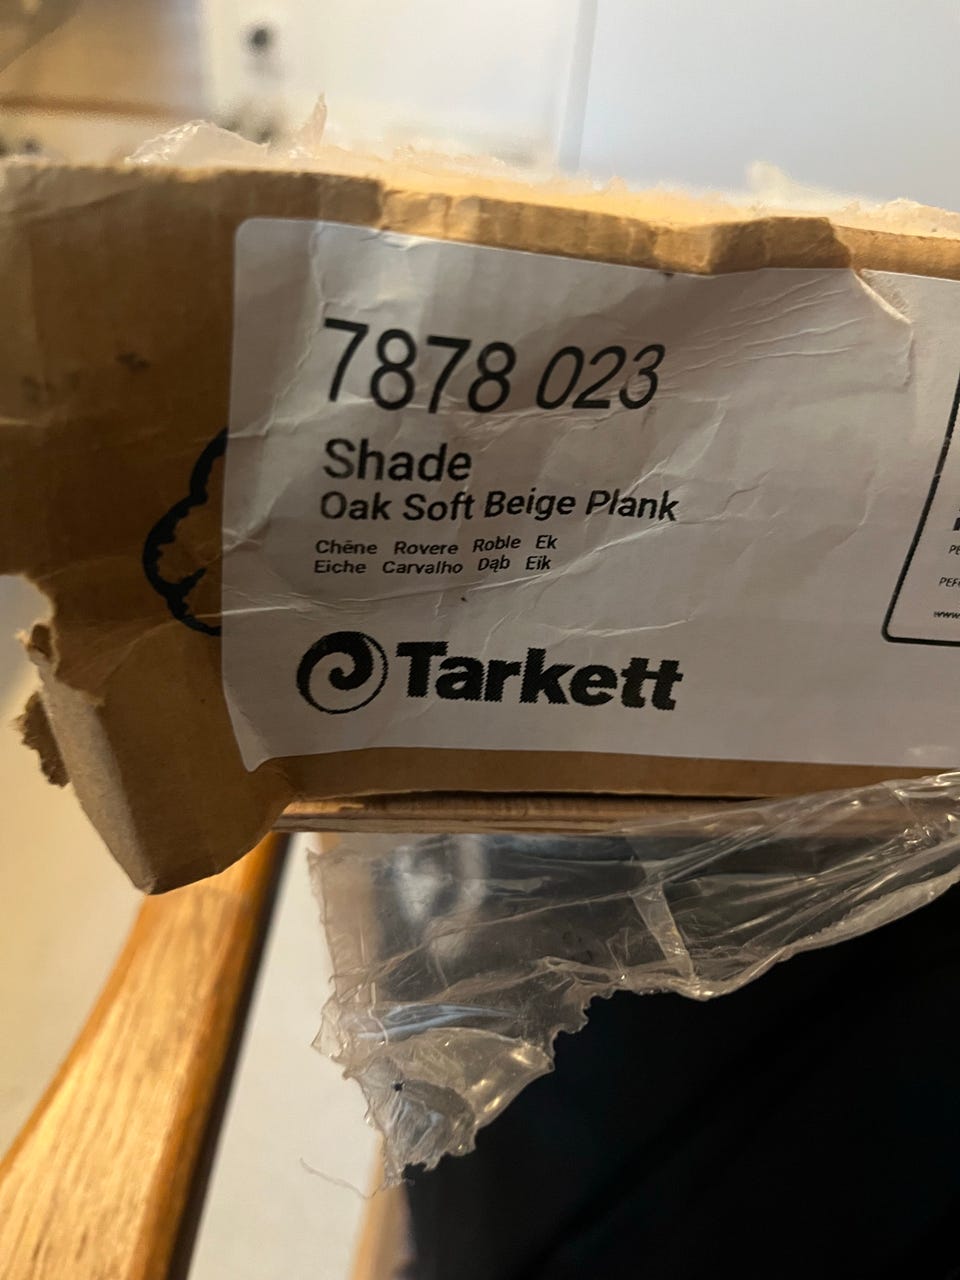 7878 023
Shade
Oak Soft Beige Plank
Chêne Rovere Roble Ek
Eiche Carvalho Dąb Eik
Tarkett